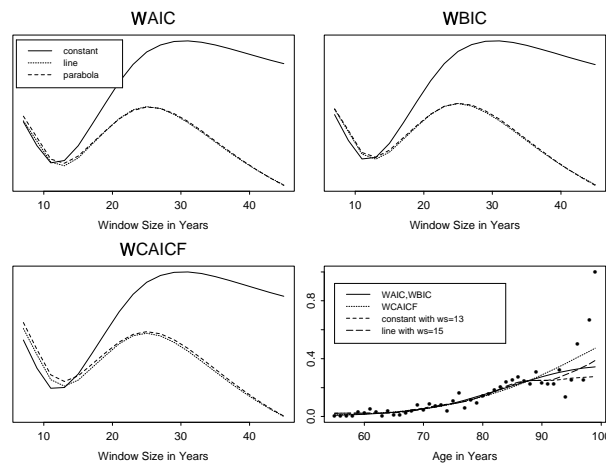 WAIC
constant
line
parabola
10 20 30 40
Window Size in Years
WBIC
10 20 30 40
Window Size in Years
WCAICF
10 20 30 40
Window Size in Years
WAIC,WBIC
WCAICF
constant with ws=13
line with ws=15
0.0 0.4 0.8
60 70 80 90 100
Age in Years